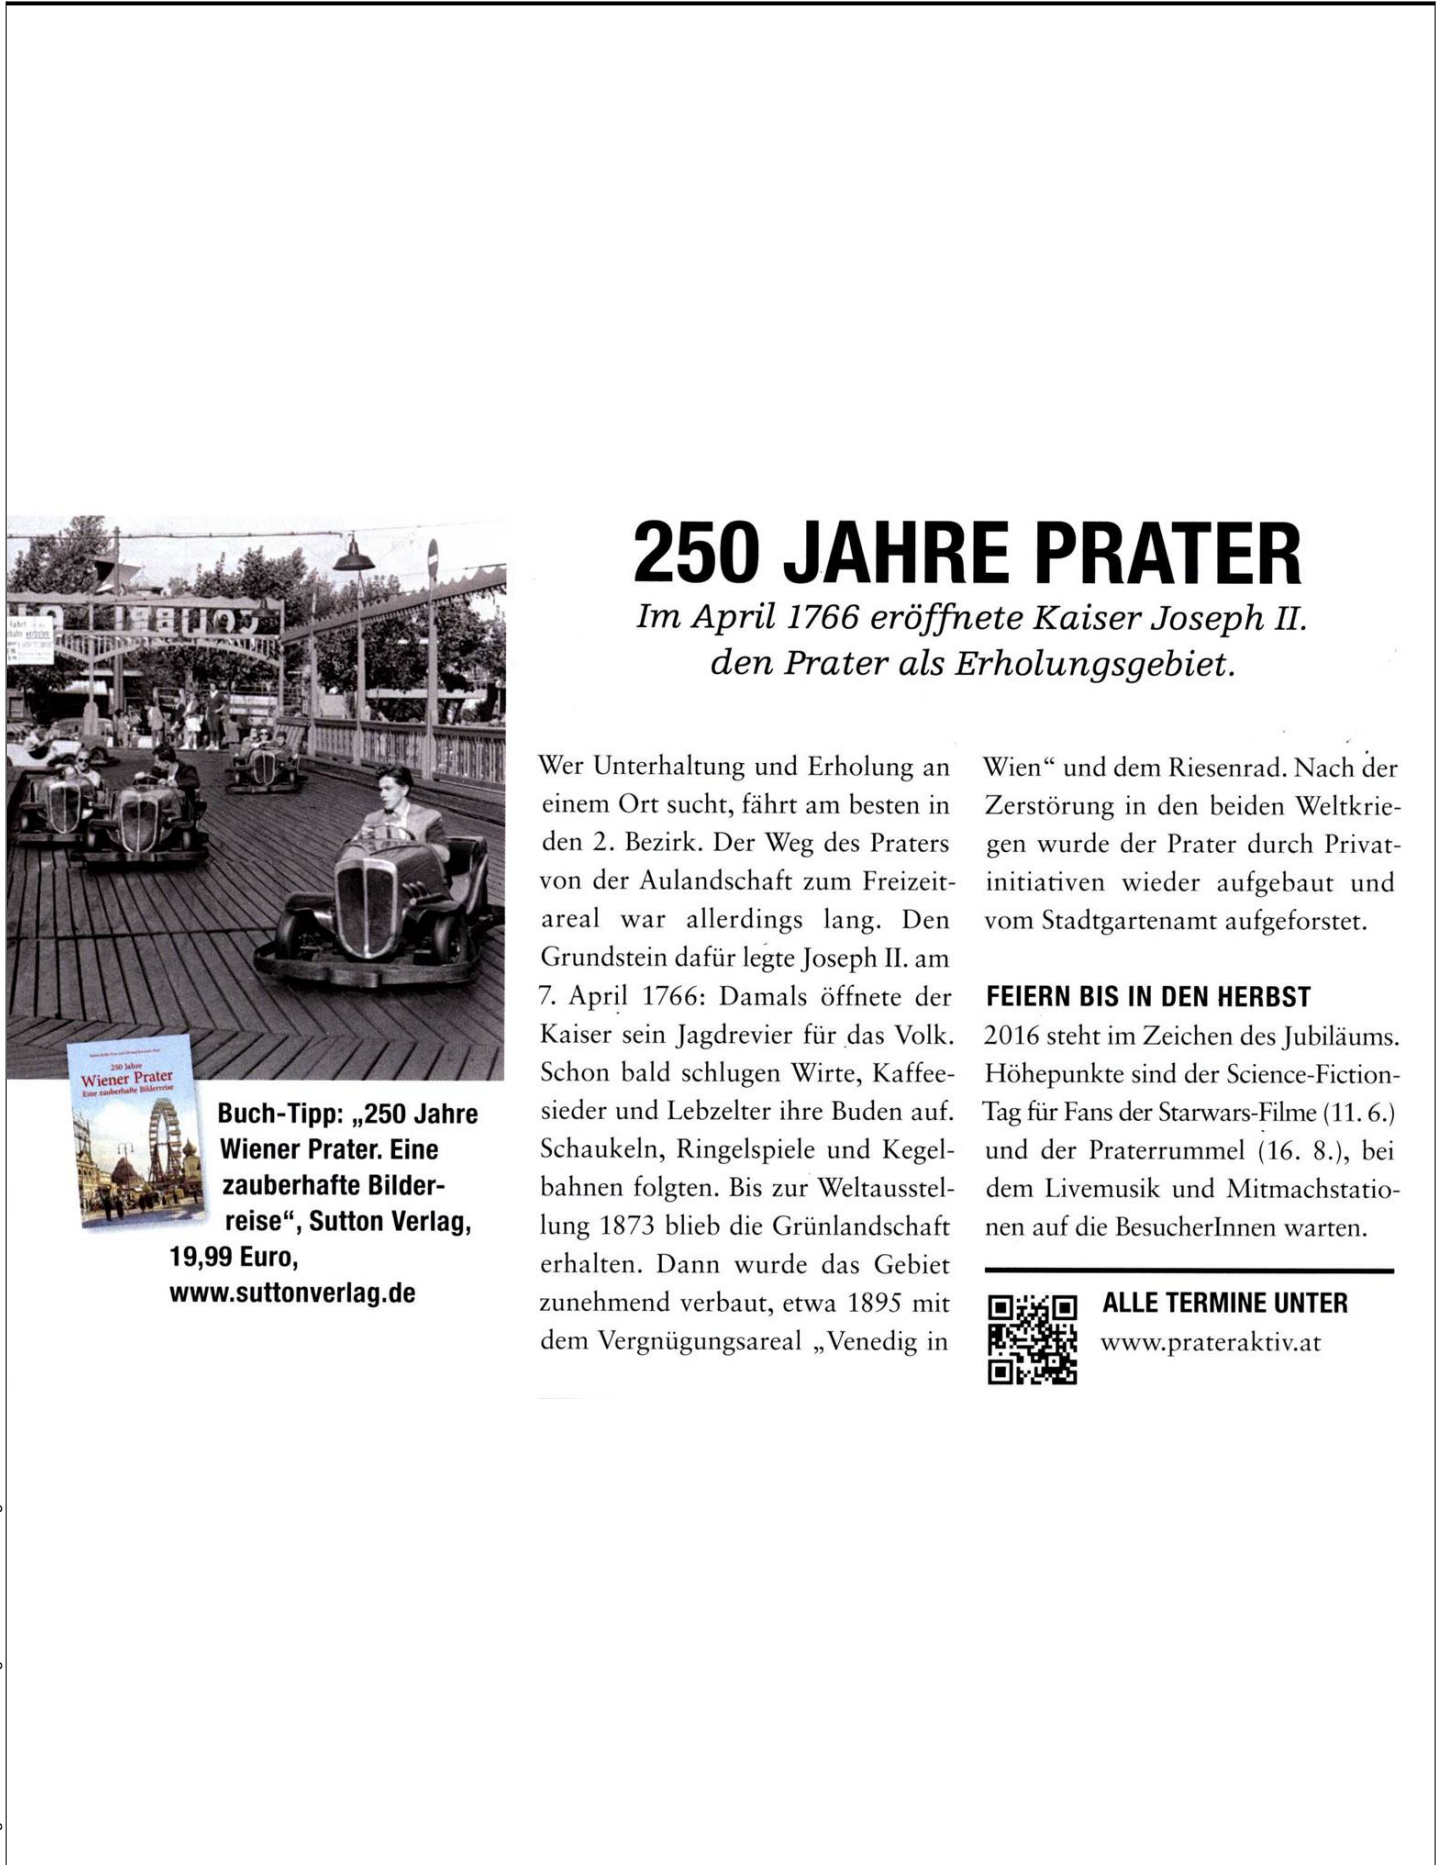 250 JAHRE PRATER
Im April 1766 eröffnete Kaiser Joseph II.
den Prater als Erholungsgebiet.
Wer Unterhaltung und Erholung an
einem Ort sucht, fährt am besten in
den 2. Bezirk. Der Weg des Praters
von der Aulandschaft zum Freizeit-
areal war allerdings lang. Den
Grundstein dafür legte Joseph II. am
7. April 1766: Damals öffnete der
Kaiser sein Jagdrevier für das Volk.
Schon bald schlugen Wirte, Kaffee-
sieder und Lebzelter ihre Buden auf.
Schaukeln, Ringelspiele und Kegel-
bahnen folgten. Bis zur Weltausstel-
lung 1873 blieb die Grünlandschaft
erhalten. Dann wurde das Gebiet
zunehmend verbaut, etwa 1895 mit
dem Vergnügungsareal „Venedig in
Wien“ und dem Riesenrad. Nach der
Zerstörung in den beiden Weltkrie-
gen wurde der Prater durch Privat-
initiativen wieder aufgebaut und
vom Stadtgartenamt aufgeforstet.
FEIERN BIS IN DEN HERBST
2016 steht im Zeichen des Jubiläums.
Höhepunkte sind der Science-Fiction-
Tag für Fans der Starwars-Filme (11. 6.)
und der Praterrummel (16. 8.), bei
dem Livemusik und Mitmachstatio-
nen auf die BesucherInnen warten.
ALLE TERMINE UNTER
www.prateraktiv.at
250 Jahre
Wiener Prater
Eine zauberhafte Bilderreise
Buch-Tipp: „250 Jahre
Wiener Prater. Eine
zauberhafte Bilder-
reise“, Sutton Verlag,
19,99 Euro,
www.suttonverlag.de